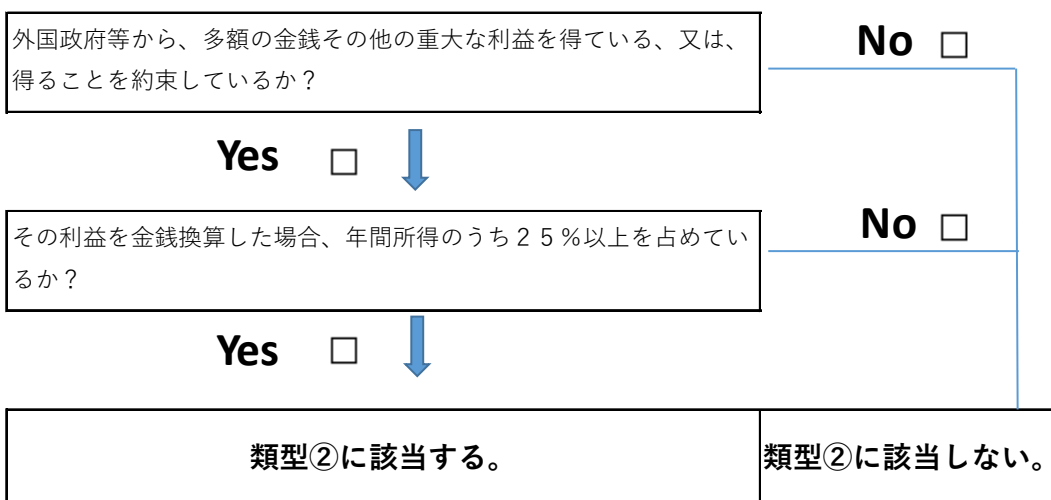 外国政府等から、多額の金銭その他の重大な利益を得ている、又は、
得ることを約束しているか？
No □
Yes □
その利益を金銭換算した場合、年間所得のうち２５％以上を占めてい
るか？
No □
Yes □
類型②に該当する。
類型②に該当しない。